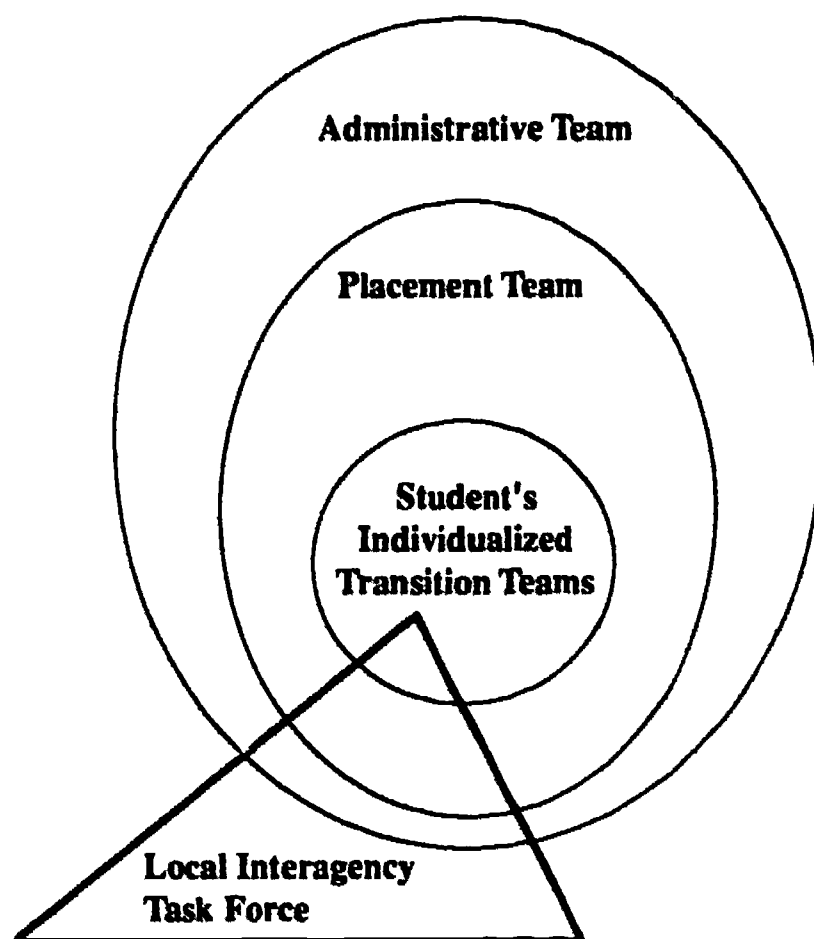 Administrative Team
Placement Team
Student's
Individualized
Transition Teams
Local Interagency
Task Force